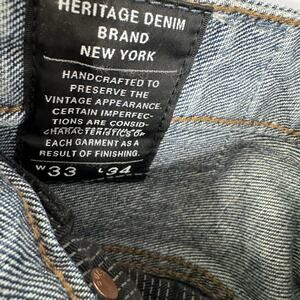 HERITAGE DENIM
BRAND
NEW YORK
HANDCRAFTED TO
PRESERVE THE
VINTAGE APPEARANCE.
CERTAIN IMPERFEC-
TIONS ARE CONSID-
CHARACTERISTICS OF
EACH GARMENT AS A
RESULT OF FINISHING.
W33 L34